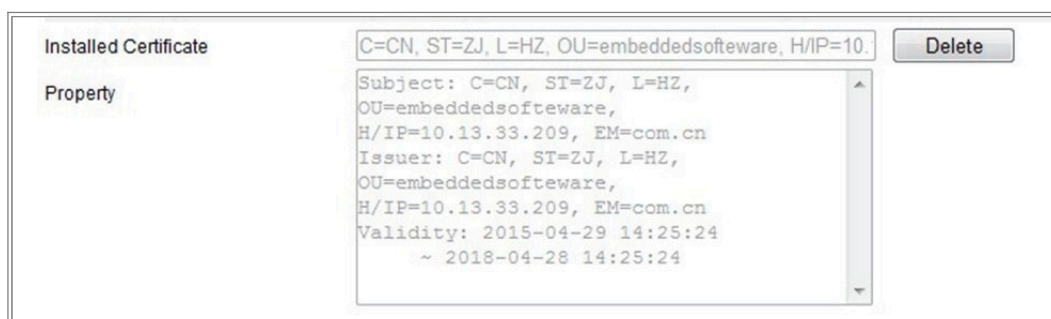 Installed Certificate
C=CN, ST=ZJ, L=HZ, OU=embeddedsofteware, H/IP=10.
Delete
Property
Subject: C=CN, ST=ZJ, L=HZ,
OU=embeddedsofteware,
H/IP=10.13.33.209, EM=com.cn
Issuer: C=CN, ST=ZJ, L=HZ,
OU=embeddedsofteware,
H/IP=10.13.33.209, EM=com.cn
Validity: 2015-04-29 14:25:24
~ 2018-04-28 14:25:24